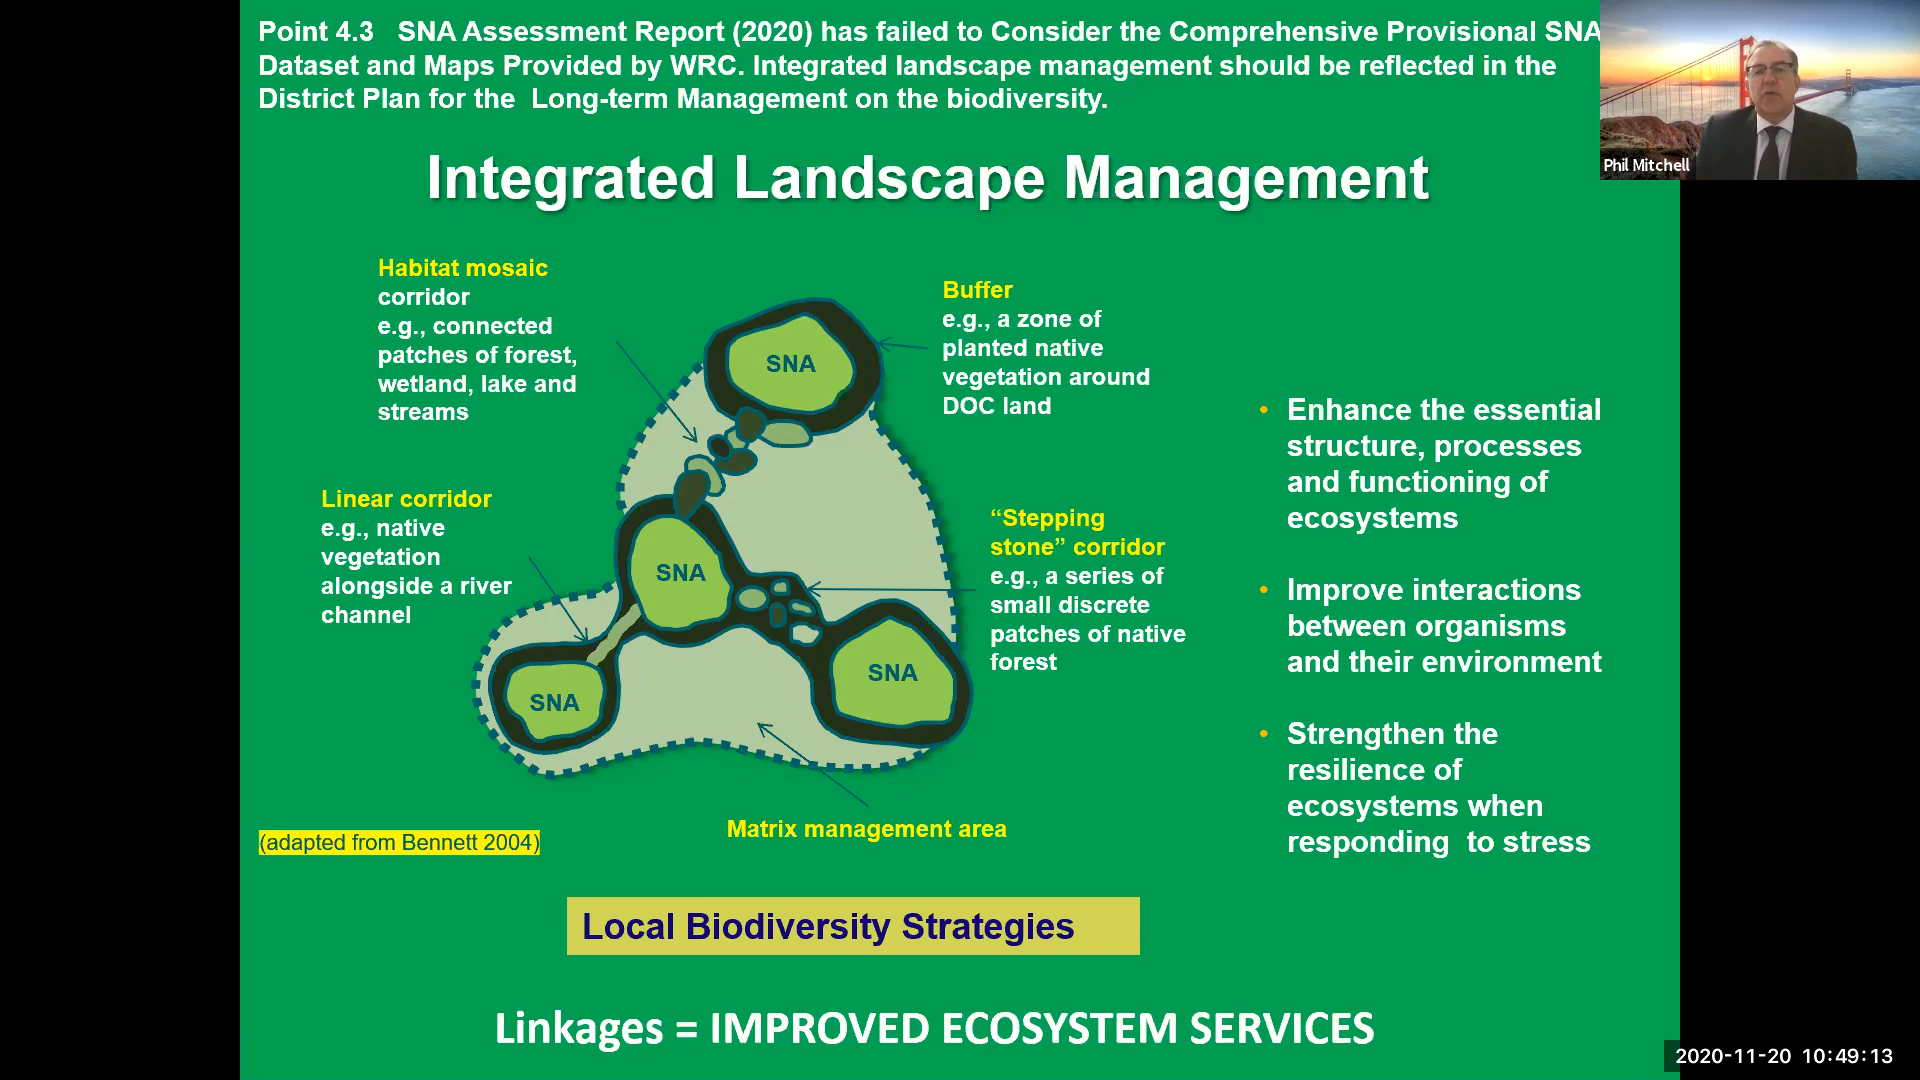 Point 4.3 SNA Assessment Report (2020) has failed to Consider the Comprehensive Provisional SNA
Dataset and Maps Provided by WRC. Integrated landscape management should be reflected in the
District Plan for the Long-term Management on the biodiversity.
Phil Mitchell
Integrated Landscape Management
Habitat mosaic
corridor
e.g., connected
patches of forest,
wetland, lake and
streams
Buffer
e.g., a zone of
planted native
vegetation around
DOC land
SNA
Linear corridor
e.g., native
vegetation
alongside a river
channel
SNA
“Stepping
stone” corridor
e.g., a series of
small discrete
patches of native
forest
SNA
SNA
Matrix management area
• Enhance the essential
structure, processes
and functioning of
ecosystems
• Improve interactions
between organisms
and their environment
• Strengthen the
resilience of
ecosystems when
responding to stress
(adapted from Bennett 2004)
Local Biodiversity Strategies
Linkages = IMPROVED ECOSYSTEM SERVICES
2020-11-20 10:49:13